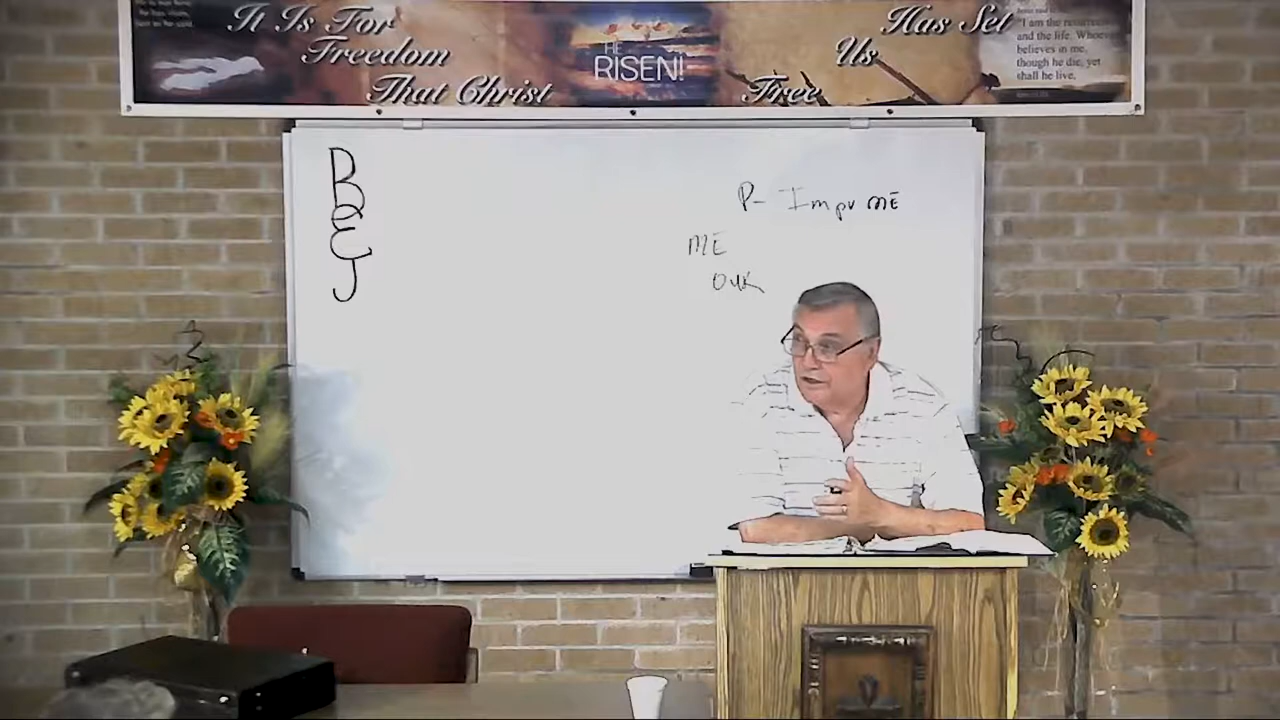 It Is For
Freedom
That Christ
HE
RISEN!
Has Set
Us
Free
"I am the resurrec
and the life. Whoever
believes in me,
though he die, yet
shall he live,
B
E
J
P- Impv ME
ME
OUR